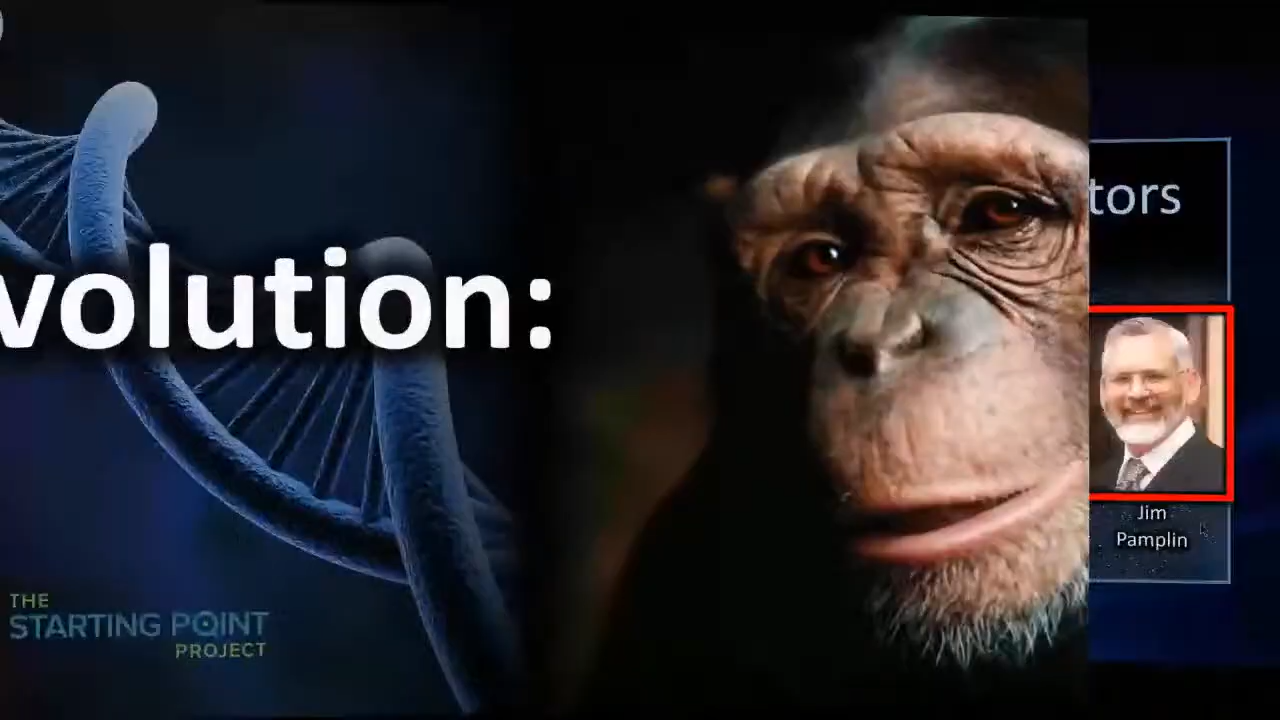 volution:
THE
STARTING POINT
PROJECT
tors
Jim
Pamplin